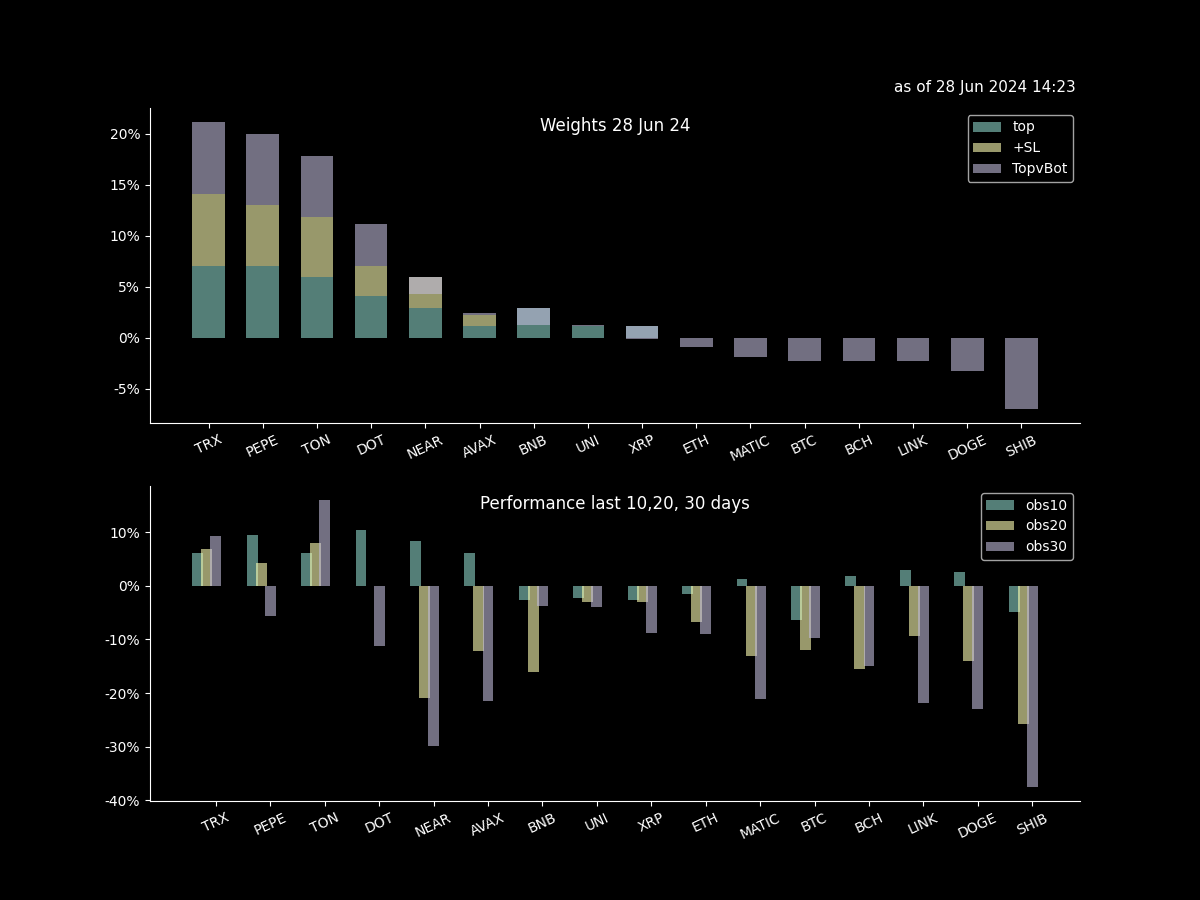 as of 28 Jun 2024 14:23
Weights 28 Jun 24
top
+SL
TopvBot
20%
15%
10%
5%
0%
-5%
TRX PEPE TON DOT NEAR AVAX BNB UNI XRP ETH MATIC BTC BCH LINK DOGE SHIB
Performance last 10,20, 30 days
obs10
obs20
obs30
10%
0%
-10%
-20%
-30%
-40%
TRX PEPE TON DOT NEAR AVAX BNB UNI XRP ETH MATIC BTC BCH LINK DOGE SHIB